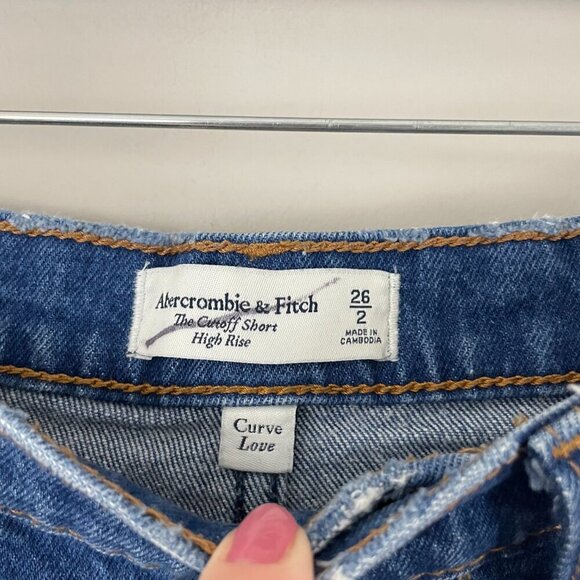 Abercrombie & Fitch
The Cutoff Short
High Rise
26
2
MADE IN
CAMBODIA
Curve
Love